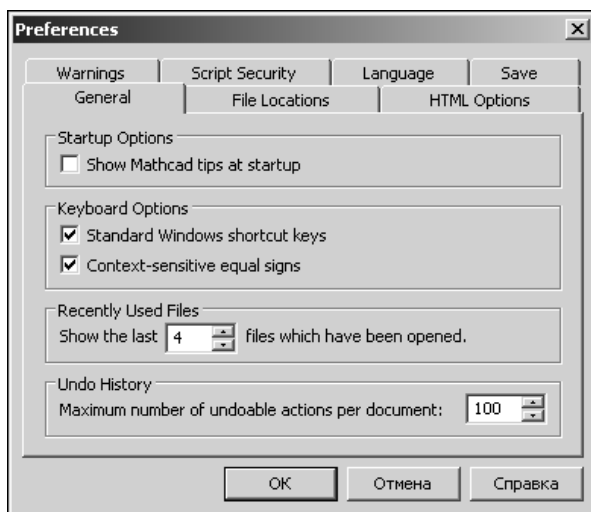 Preferences
Warnings Script Security Language Save
General File Locations HTML Options
Startup Options
Show Mathcad tips at startup
Keyboard Options
Standard Windows shortcut keys
Context-sensitive equal signs
Recently Used Files
Show the last 4 files which have been opened.
Undo History
Maximum number of undoable actions per document: 100
OK Отмена Справка